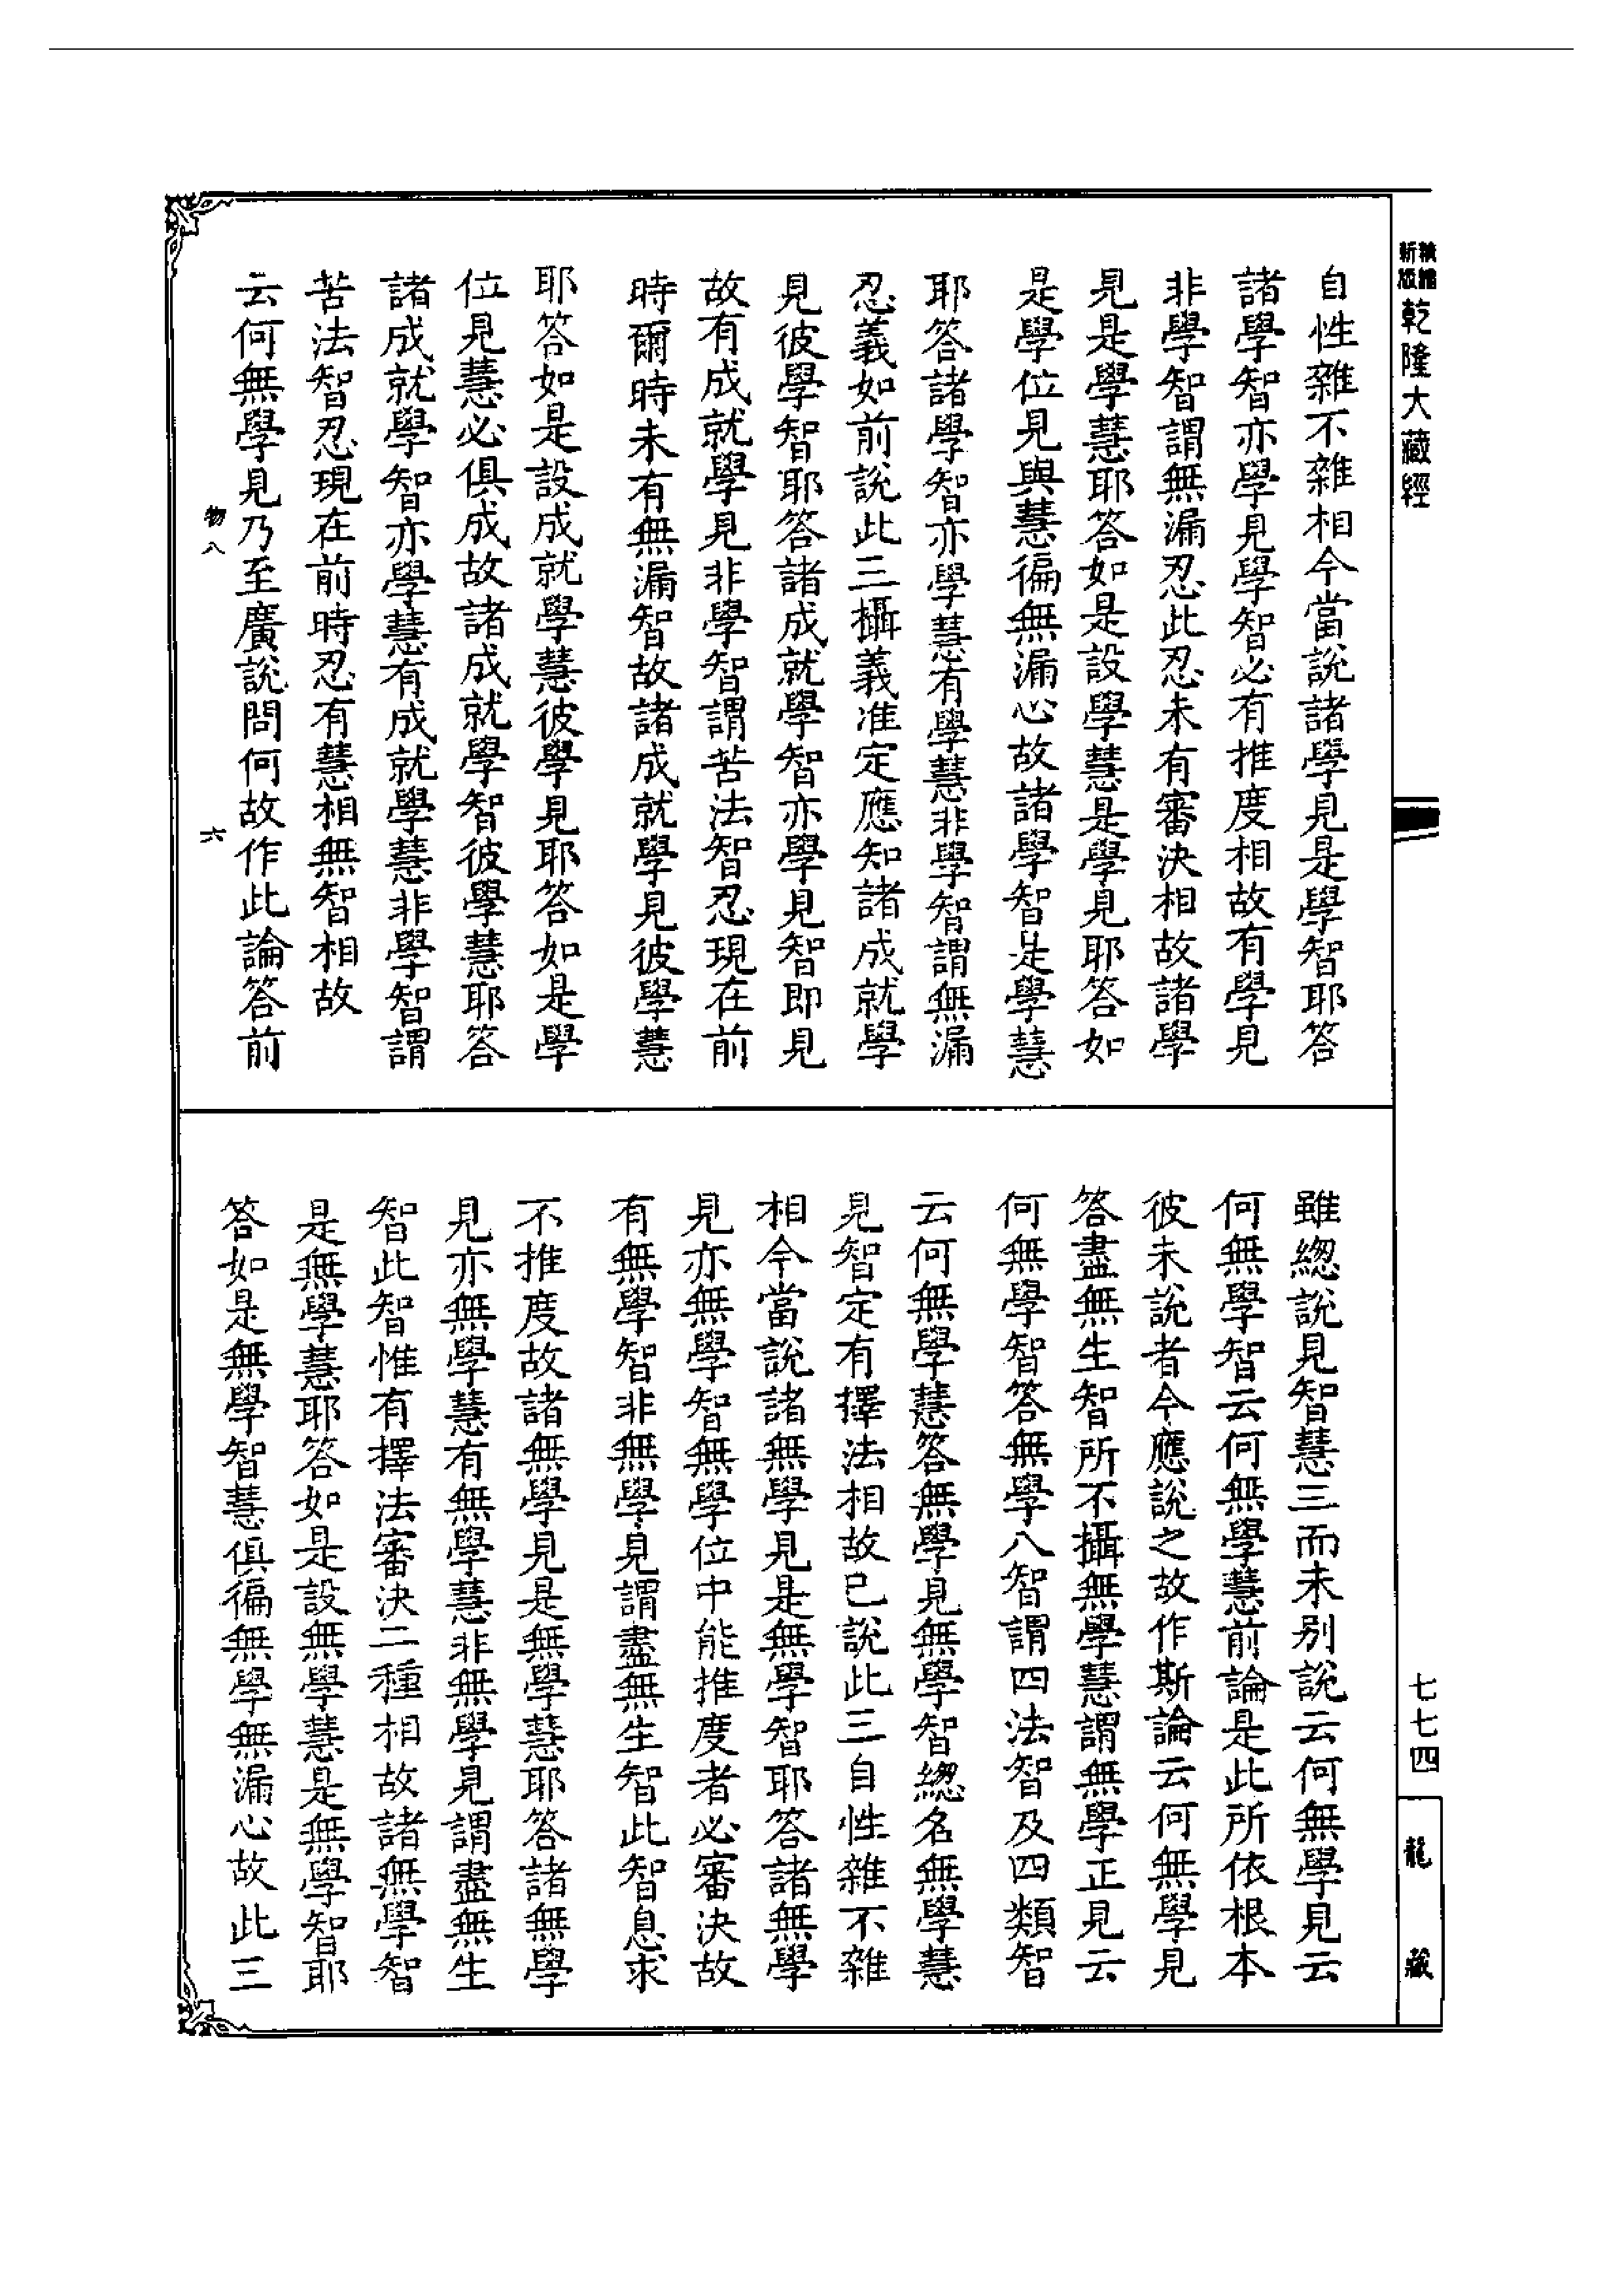 精縮新版乾隆大藏經
自性雜不雜相今當說諸學見是學智耶答
諸學智亦學見學智必有推度相故有學見
非學智謂無漏忍此忍未有審決相故諸學
見是學慧耶答如是設學慧是學見耶答如
是學位見與慧徧無漏心故諸學智是學慧
耶答諸學智亦學慧有學慧非學智謂無漏
忍義如前說此三攝義准定應知諸成就學
見彼學智耶答諸成就學智亦學見智即見
故有成就學見非學智謂苦法智忍現在前
時爾時未有無漏智故諸成就學見彼學慧
耶答如是設成就學慧彼學見耶答如是學
位見慧必俱成故諸成就學智彼學慧耶答
諸成就學智亦學慧有成就學慧非學智謂
苦法智忍現在前時忍有慧相無智相故
云何無學見乃至廣說問何故作此論答前
物八
六
雖總說見智慧三而未別說云何無學見云
何無學智云何無學慧前論是此所依根本
彼未說者今應說之故作斯論云何無學見
答盡無生智所不攝無學慧謂無學正見云
何無學智答無學八智謂四法智及四類智
云何無學慧答無學見無學智總名無學慧
見智定有擇法相故已說此三自性雜不雜
相今當說諸無學見是無學智耶答諸無學
見亦無學智無學位中能推度者必審決故
有無學智非無學見謂盡無生智此智息求
不推度故諸無學見是無學慧耶答諸無學
見亦無學慧有無學慧非無學見謂盡無生
智此智惟有擇法審決二種相故諸無學智
是無學慧耶答如是設無學慧是無學智耶
答如是無學智慧俱徧無學無漏心故此三
七七四
龍藏